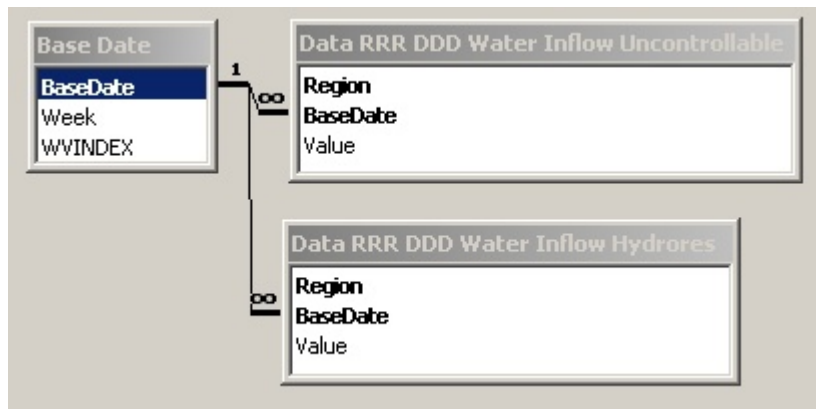 Base Date
BaseDate
Week
WVINDEX
1
∞
Data RRR DDD Water Inflow Uncontrollable
Region
BaseDate
Value
∞
Data RRR DDD Water Inflow Hydrores
Region
BaseDate
Value